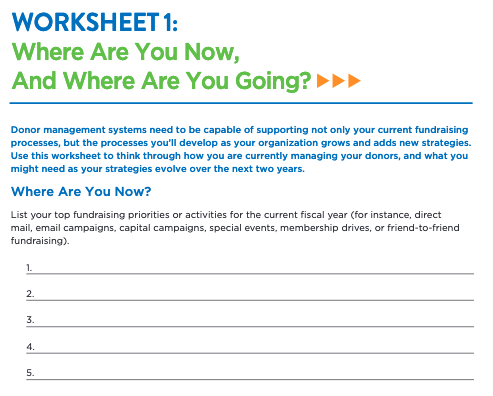 WORKSHEET 1:
Where Are You Now,
And Where Are You Going?
Donor management systems need to be capable of supporting not only your current fundraising
processes, but the processes you'll develop as your organization grows and adds new strategies.
Use this worksheet to think through how you are currently managing your donors, and what you
might need as your strategies evolve over the next two years.
Where Are You Now?
List your top fundraising priorities or activities for the current fiscal year (for instance, direct
mail, email campaigns, capital campaigns, special events, membership drives, or friend-to-friend
fundraising).
1.
2.
3.
4.
5.